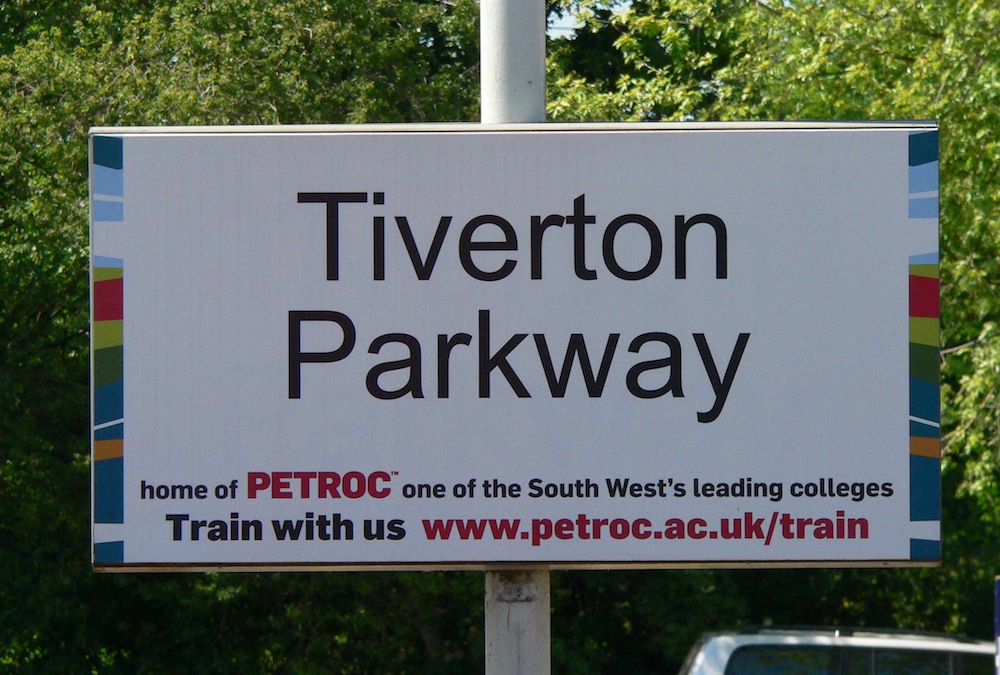 Tiverton
Parkway
home of PETROC™ one of the South West's leading colleges
Train with us www.petroc.ac.uk/train